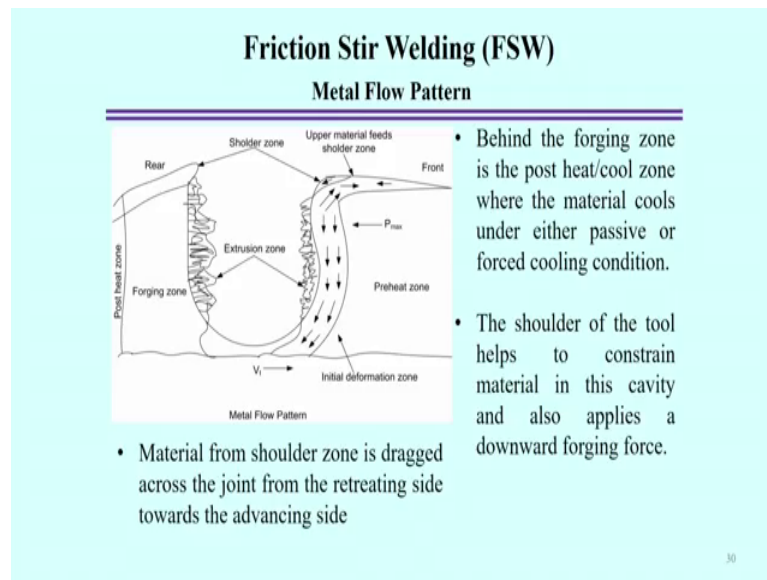 Friction Stir Welding (FSW)
Metal Flow Pattern
Sholder zone
Upper material feeds
sholder zone
Rear
Front
Pmax
Extrusion zone
Post heat zone
Forging zone
Preheat zone
Vf
Initial deformation zone
Metal Flow Pattern
• Behind the forging zone
is the post heat/cool zone
where the material cools
under either passive or
forced cooling condition.
• The shoulder of the tool
helps to constrain
material in this cavity
and also applies a
downward forging force.
• Material from shoulder zone is dragged
across the joint from the retreating side
towards the advancing side
30